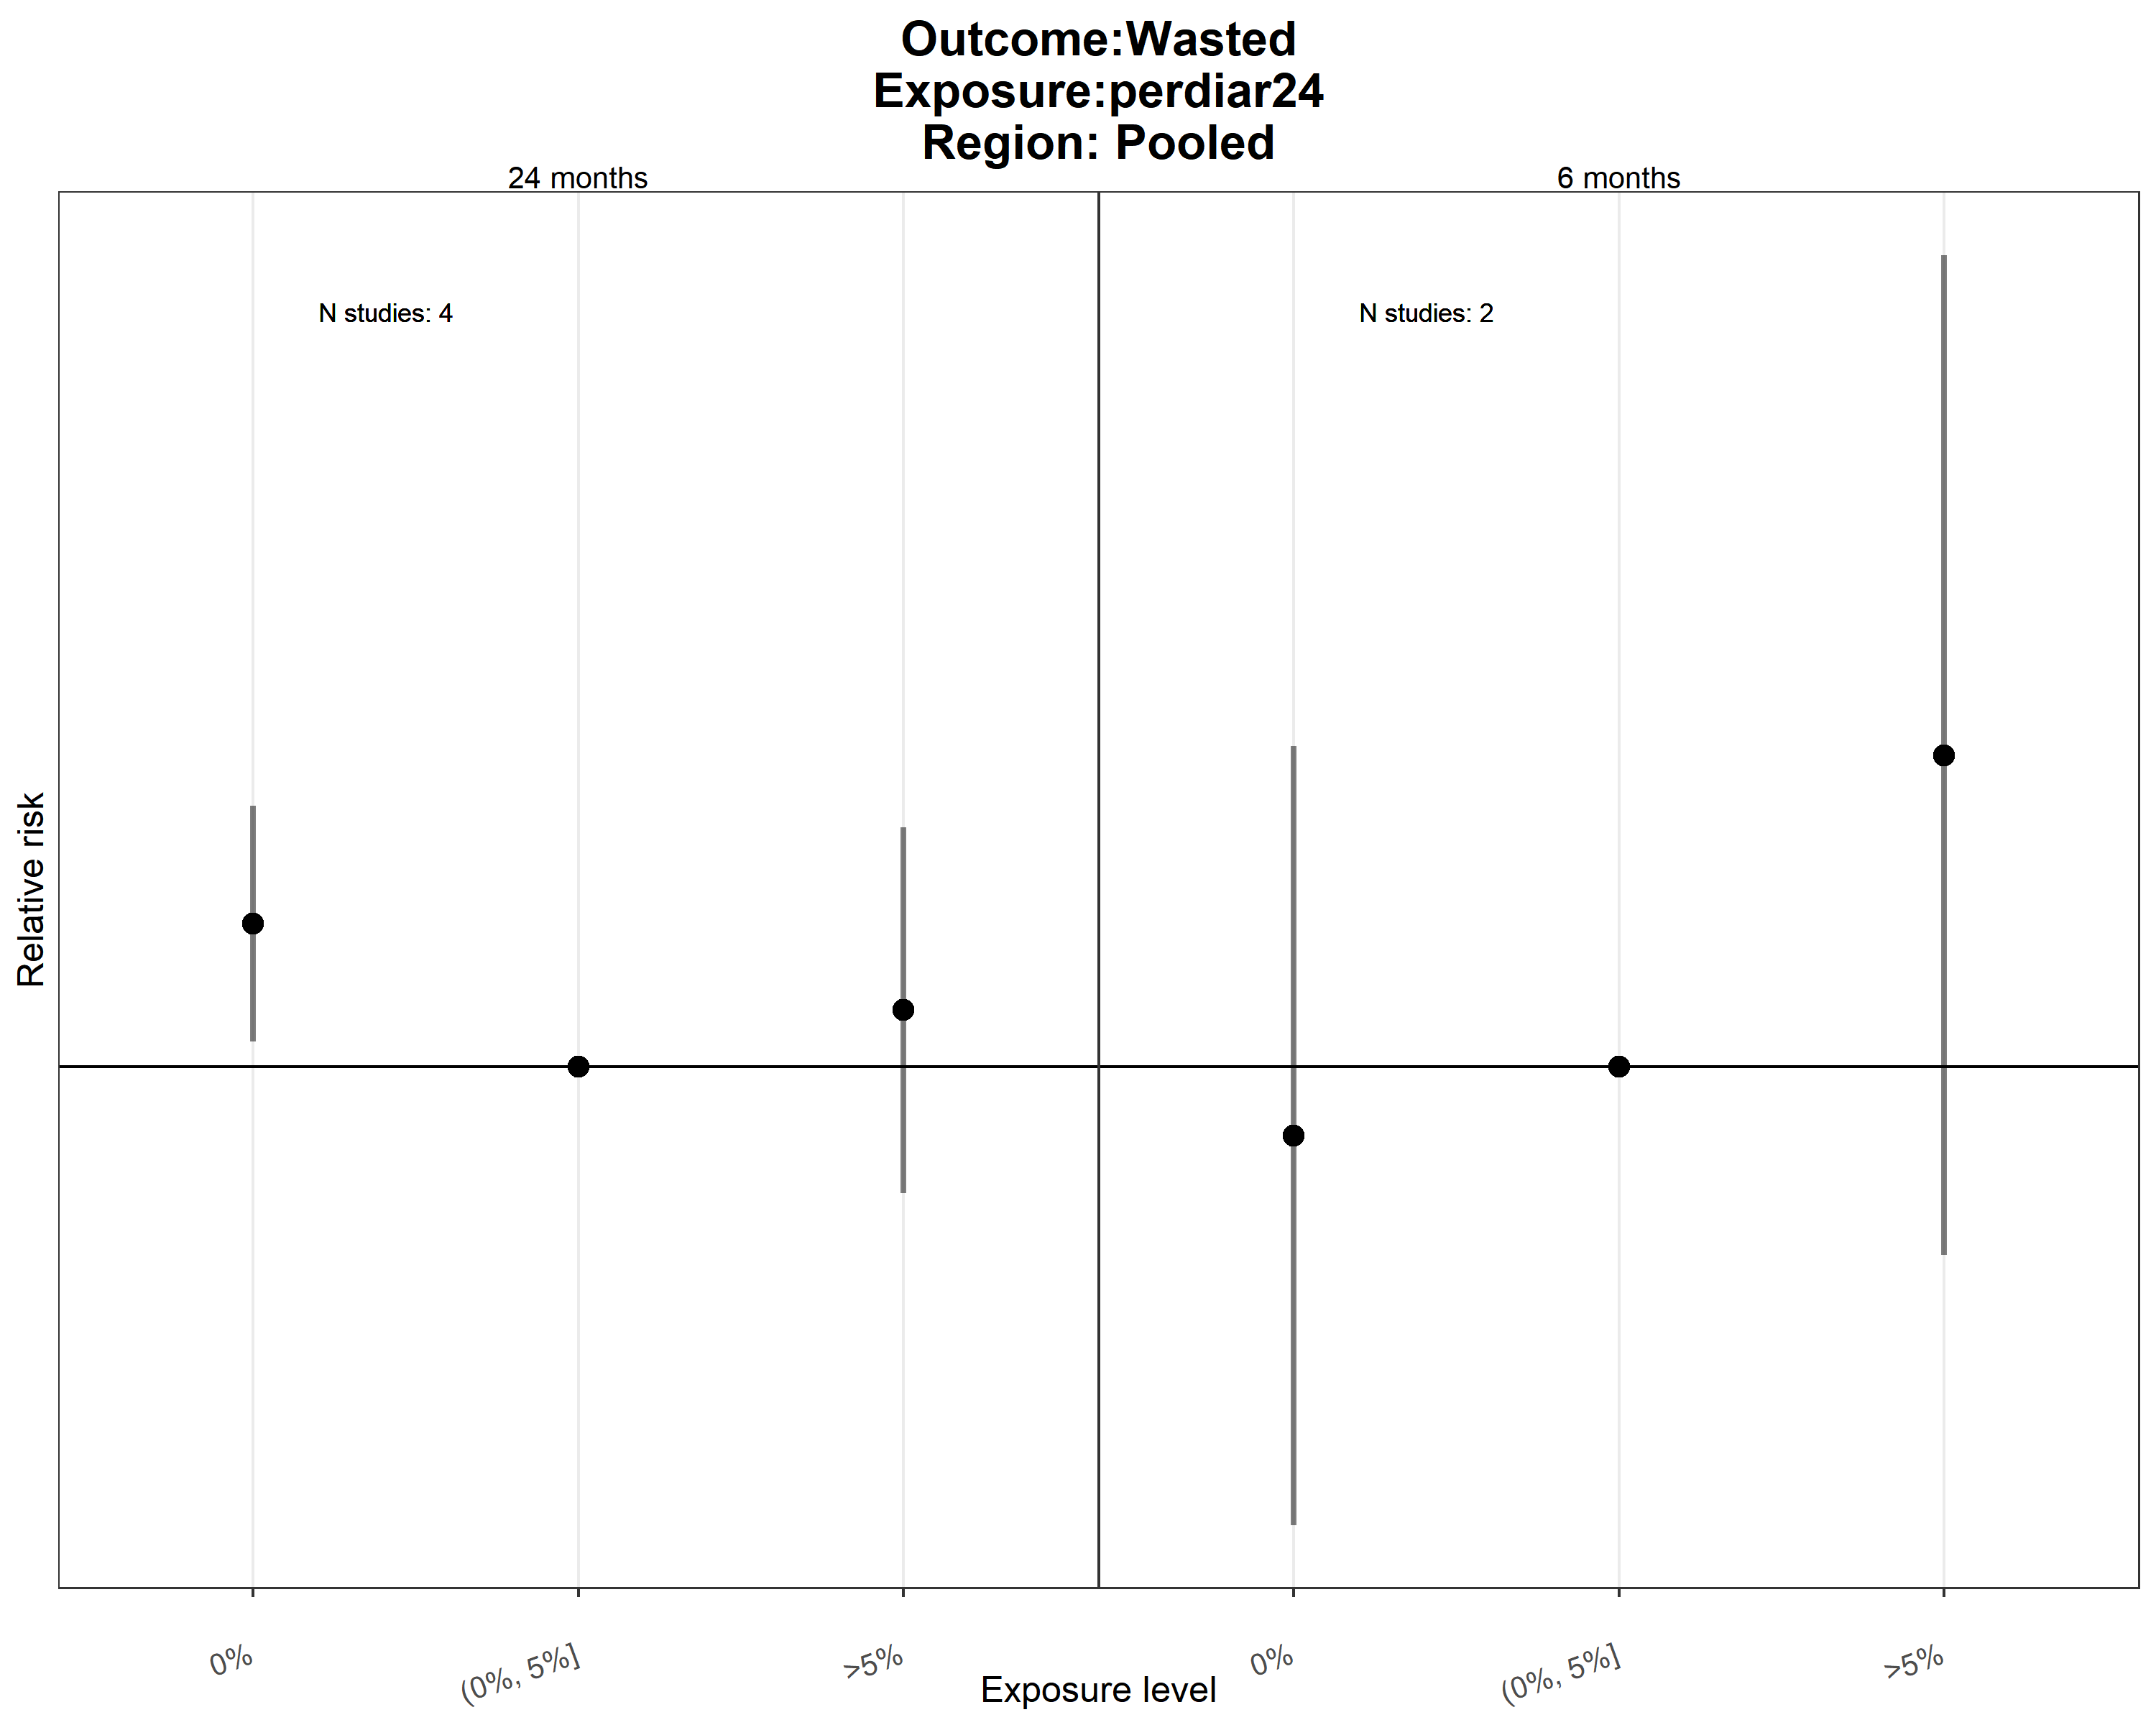 Outcome:Wasted
Exposure:perdiar24
Region: Pooled
24 months
6 months
N studies: 4
N studies: 2
Relative risk
0%
(0%, 5%]
>5%
0%
(0%, 5%]
>5%
Exposure level